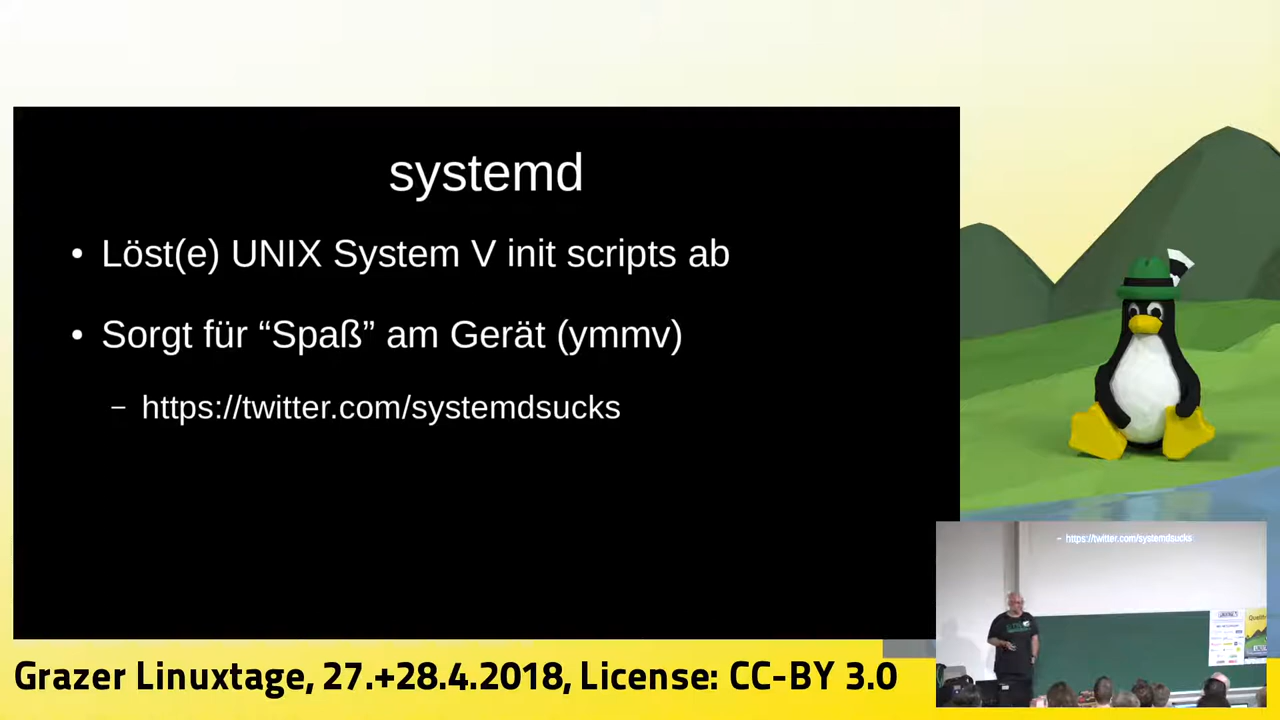 systemd
• Löst(e) UNIX System V init scripts ab
• Sorgt für “Spaß” am Gerät (ymmv)
– https://twitter.com/systemdsucks
– https://twitter.com/systemdsucks
Grazer Linuxtage, 27.+28.4.2018, License: CC-BY 3.0